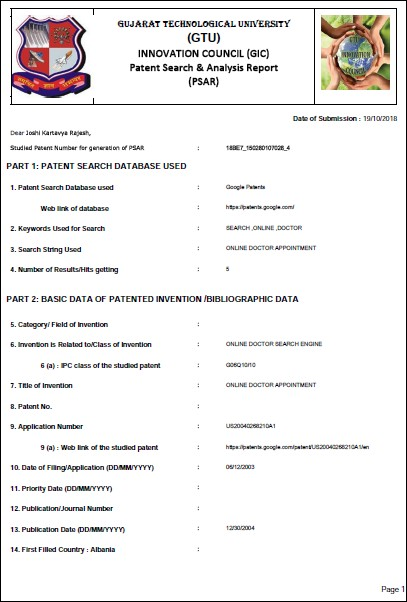 GUJARAT TECHNOLOGICAL UNIVERSITY
(GTU)
INNOVATION COUNCIL (GIC)
Patent Search & Analysis Report
(PSAR)
GTU
INNOVATION
COUNCIL
Date of Submission : 19/10/2018
Dear Joshi Kartavya Rajesh,
Studied Patent Number for generation of PSAR : 18BE7_160280107028_4
PART 1: PATENT SEARCH DATABASE USED
1. Patent Search Database used : Google Patents
Web link of database : https://patents.google.com/
2. Keywords Used for Search : SEARCH ,ONLINE ,DOCTOR
3. Search String Used : ONLINE DOCTOR APPOINTMENT
4. Number of Results/Hits getting : 5
PART 2: BASIC DATA OF PATENTED INVENTION /BIBLIOGRAPHIC DATA
5. Category/ Field of Invention :
6. Invention is Related to/Class of Invention : ONLINE DOCTOR SEARCH ENGINE
6 (a) : IPC class of the studied patent : G06Q10/10
7. Title of Invention : ONLINE DOCTOR APPOINTMENT
8. Patent No. :
9. Application Number : US20040268210A1
9 (a) : Web link of the studied patent : https://patents.google.com/patent/US20040268210A1/en
10. Date of Filing/Application (DD/MM/YYYY) : 06/12/2003
11. Priority Date (DD/MM/YYYY) :
12. Publication/Journal Number :
13. Publication Date (DD/MM/YYYY) : 12/30/2004
14. First Filled Country : Albania :
Page 1